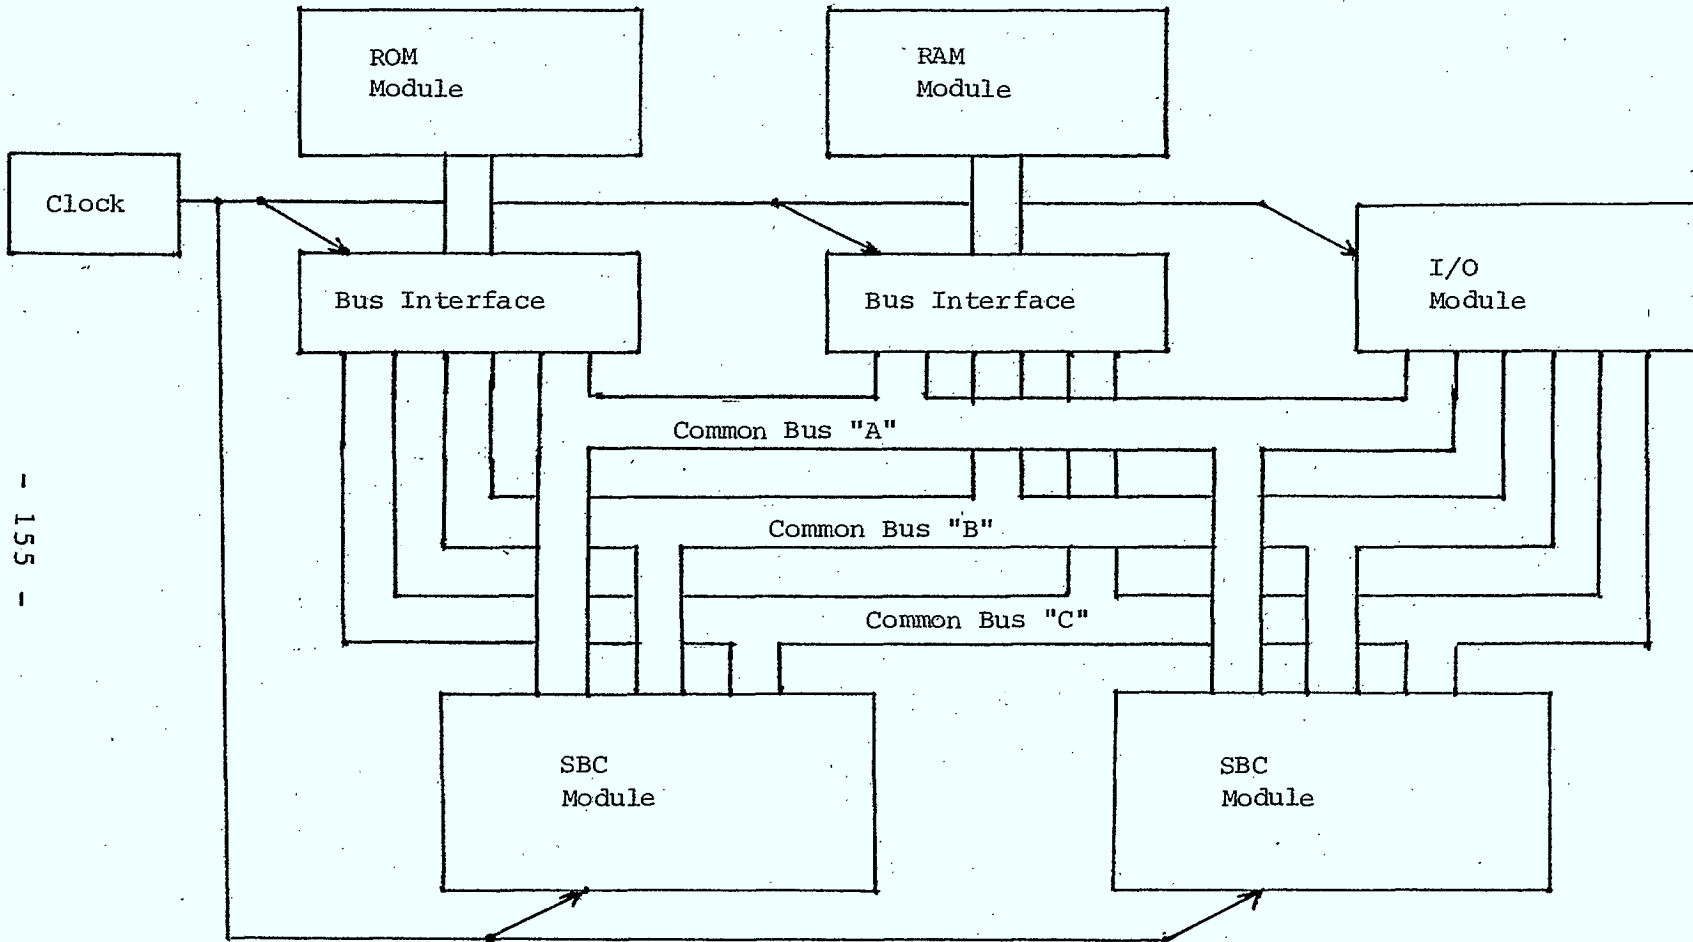 ROM
Module
RAM
Module
Clock
Bus Interface
Bus Interface
I/O
Module
Common Bus "A"
Common Bus "B"
Common Bus "C"
SBC
Module
SBC
Module
- 155 -